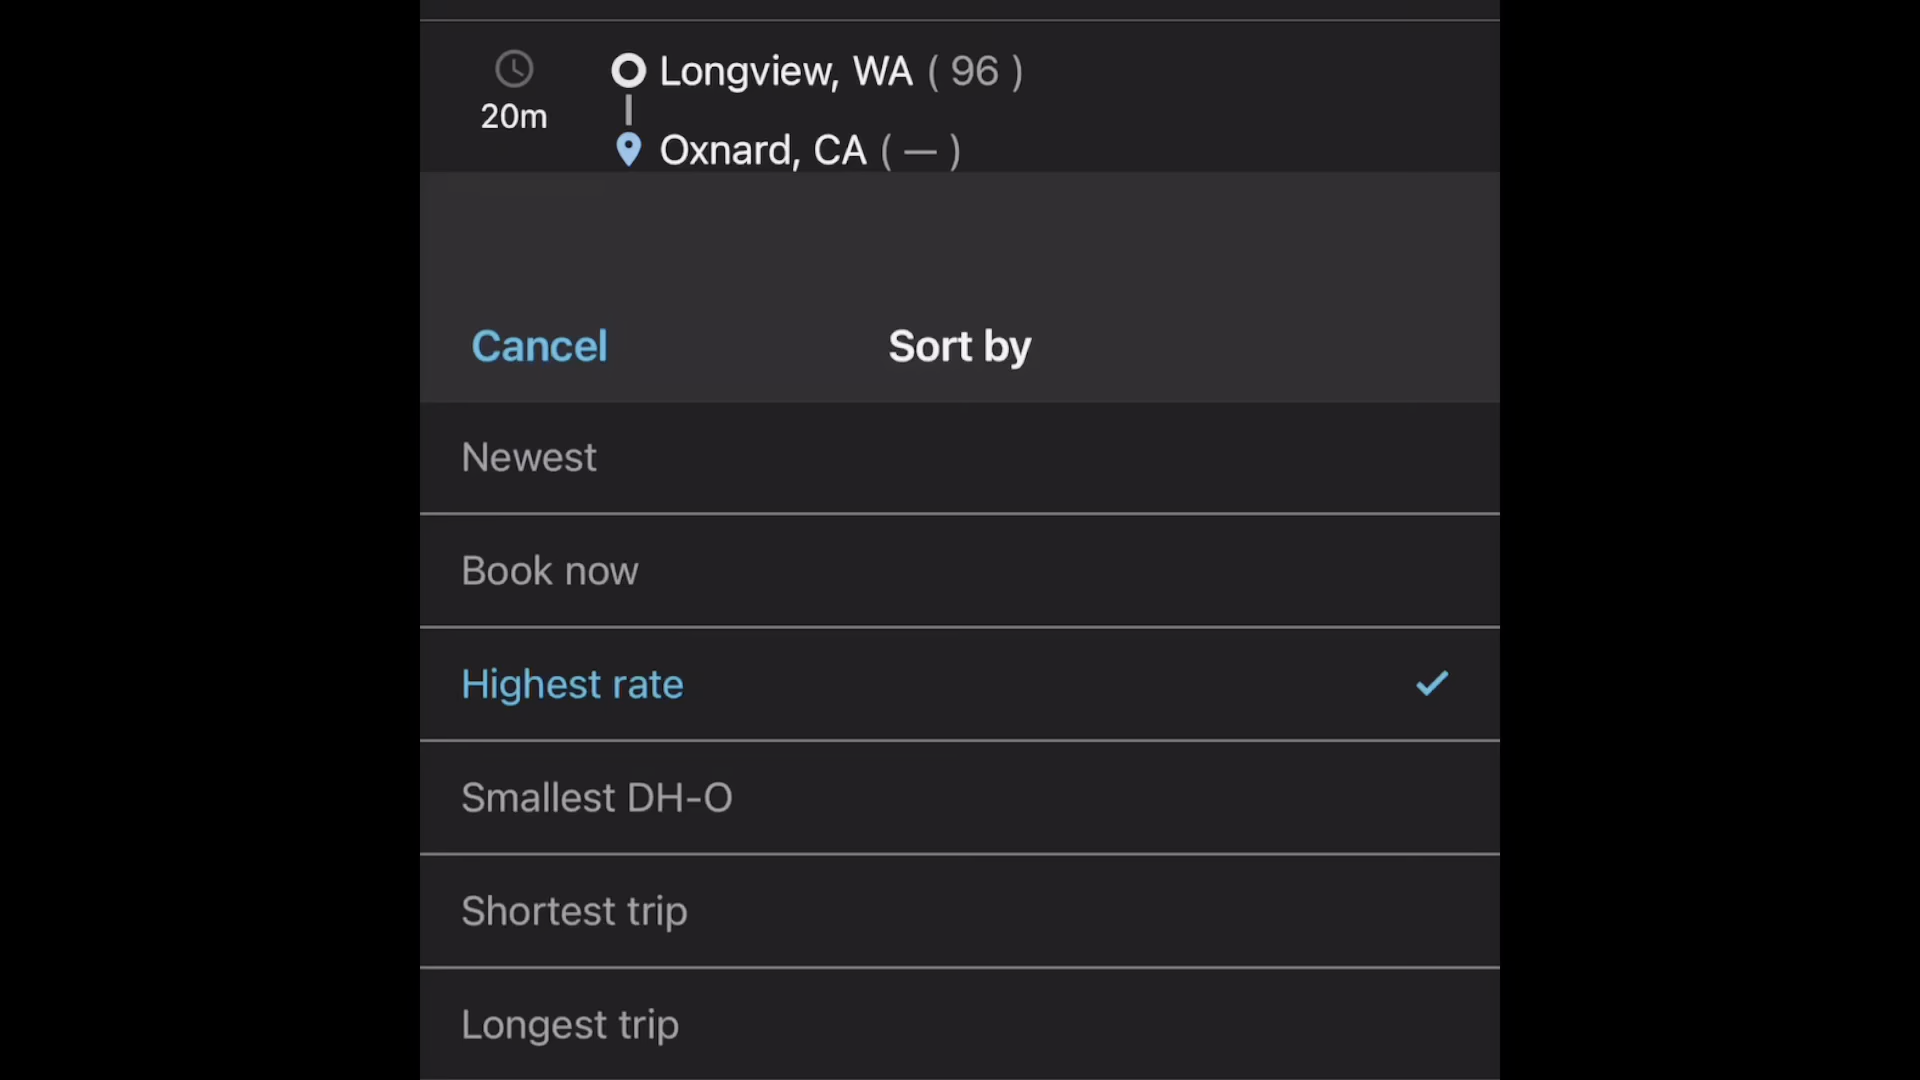 Longview, WA ( 96 )
20m
Oxnard, CA ( — )
Cancel
Sort by
Newest
Book now
Highest rate
Smallest DH-O
Shortest trip
Longest trip